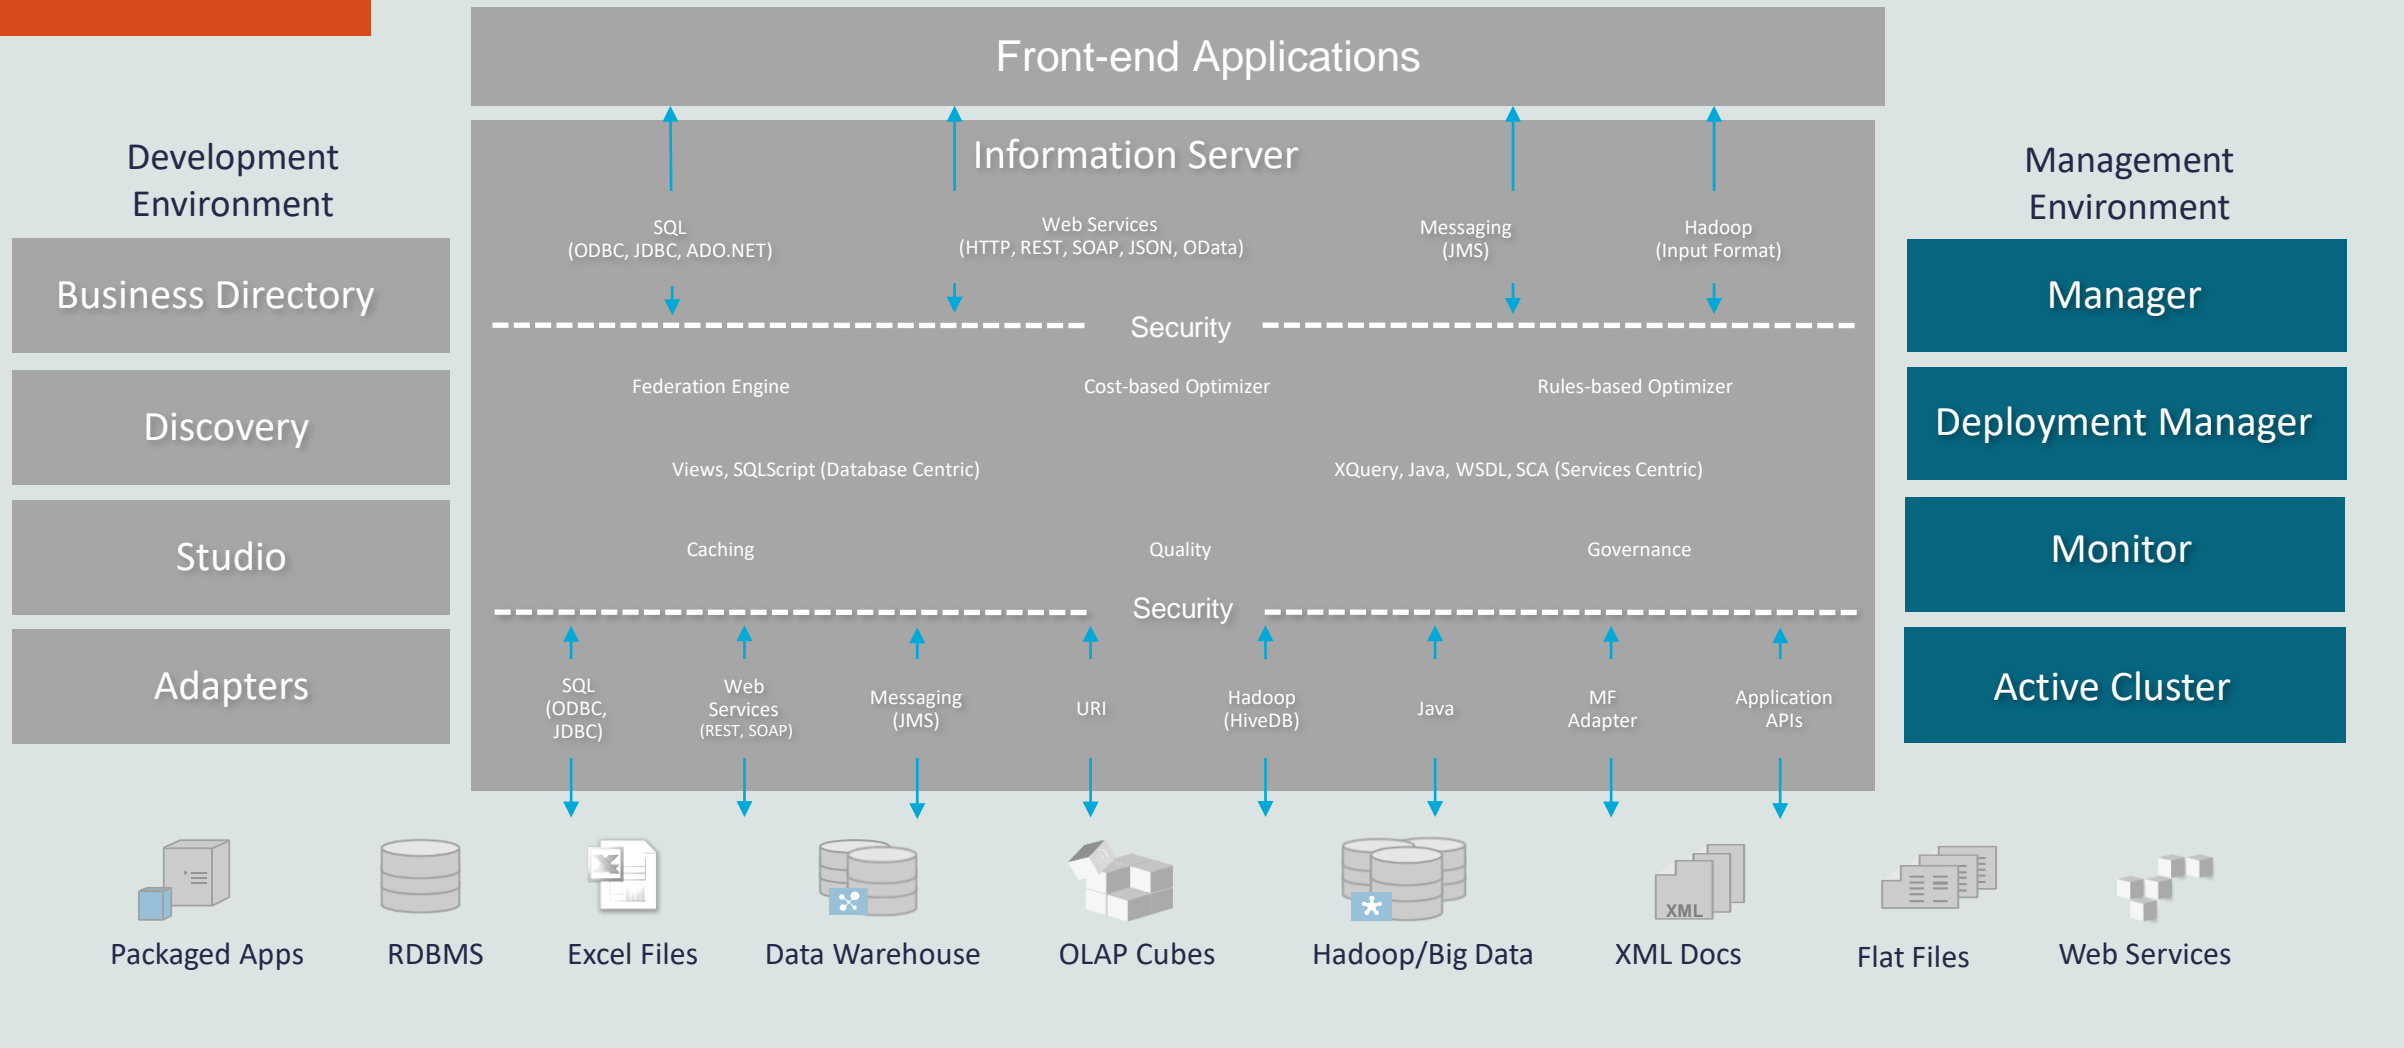 Front-end Applications
Development
Environment
Business Directory
Discovery
Studio
Adapters
Information Server
SQL
(ODBC, JDBC, ADO.NET)
Web Services
(HTTP, REST, SOAP, JSON, OData)
Messaging
(JMS)
Hadoop
(Input Format)
Security
Federation Engine
Cost-based Optimizer
Rules-based Optimizer
Views, SQLScript (Database Centric)
XQuery, Java, WSDL, SCA (Services Centric)
Caching
Quality
Governance
Security
SQL
(ODBC,
JDBC)
Web
Services
(REST, SOAP)
Messaging
(JMS)
URI
Hadoop
(HiveDB)
Java
MF
Adapter
Application
APIs
Management
Environment
Manager
Deployment Manager
Monitor
Active Cluster
XML
Packaged Apps
RDBMS
Excel Files
Data Warehouse
OLAP Cubes
Hadoop/Big Data
XML Docs
Flat Files
Web Services